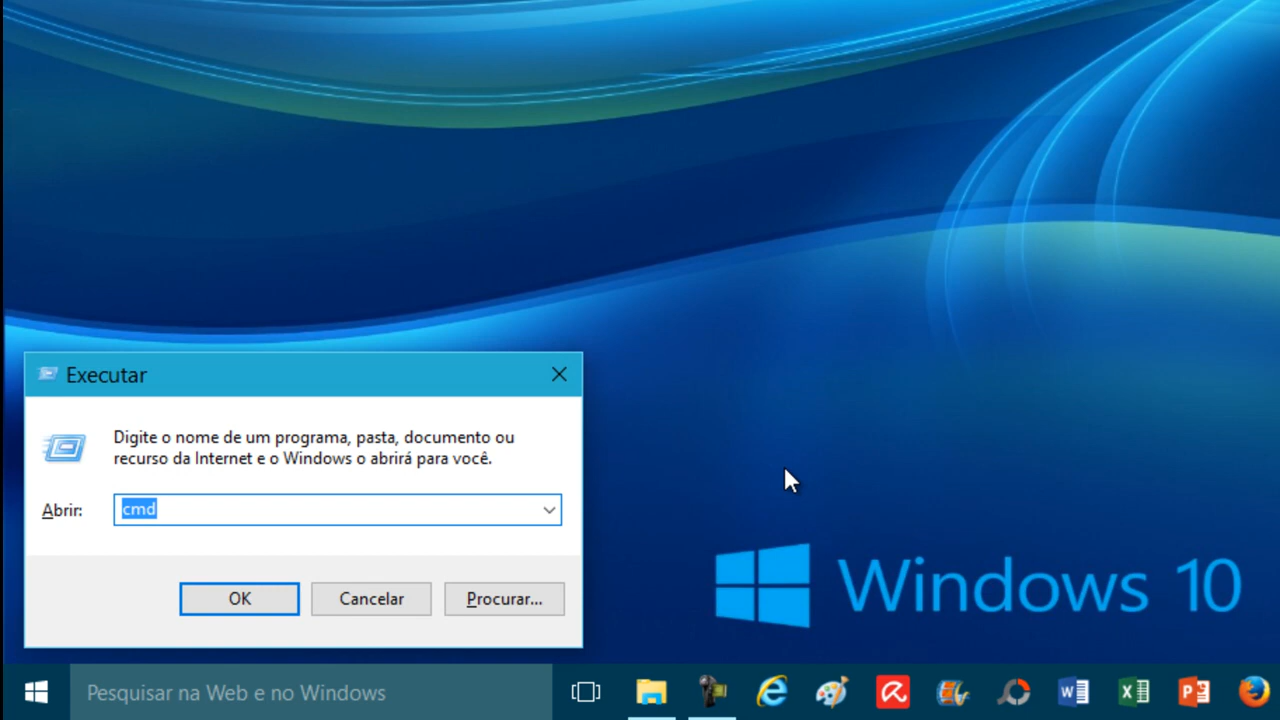 Executar
Digite o nome de um programa, pasta, documento ou
recurso da Internet e o Windows o abrirá para você.
Abrir:
cmd
OK
Cancelar
Procurar...
Windows 10
Pesquisar na Web e no Windows